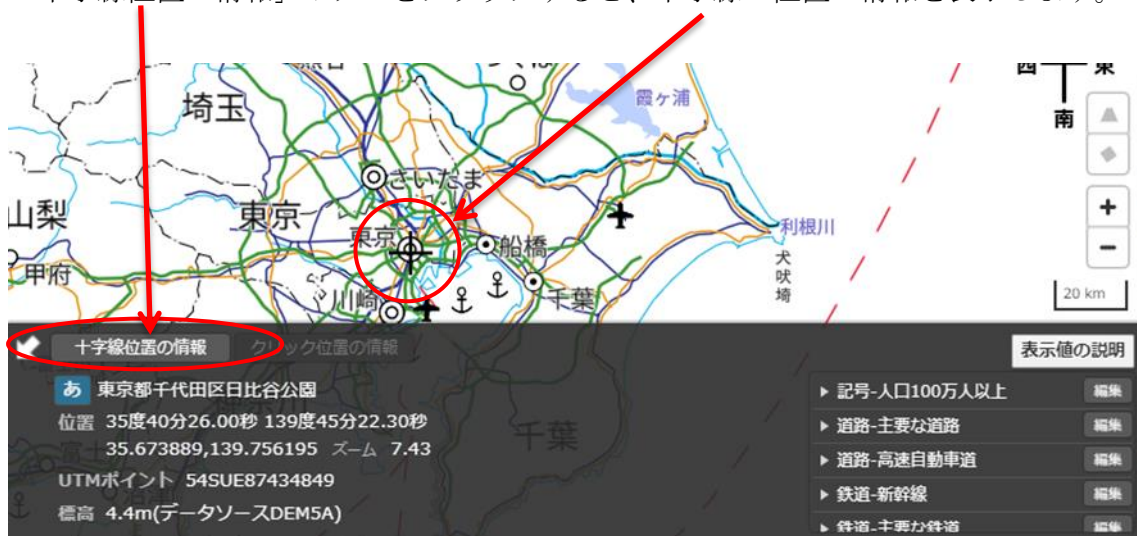 霞ヶ浦
西 東
南
埼玉
さいたま
山梨
東京
東京
船橋
利根川
甲府
犬吠埼
川崎
千葉
+
−
20 km
十字線位置の情報 クリック位置の情報
表示値の説明
あ 東京都千代田区日比谷公園
位置 35度40分26.00秒 139度45分22.30秒
35.673889,139.756195 ズーム 7.43
UTMポイント 54SUE87434849
標高 4.4m(データソースDEM5A)
千葉
▶ 記号-人口100万人以上 編集
▶ 道路-主要な道路 編集
▶ 道路-高速自動車道 編集
▶ 鉄道-新幹線 編集
▶ 鉄道-主要な鉄道 編集